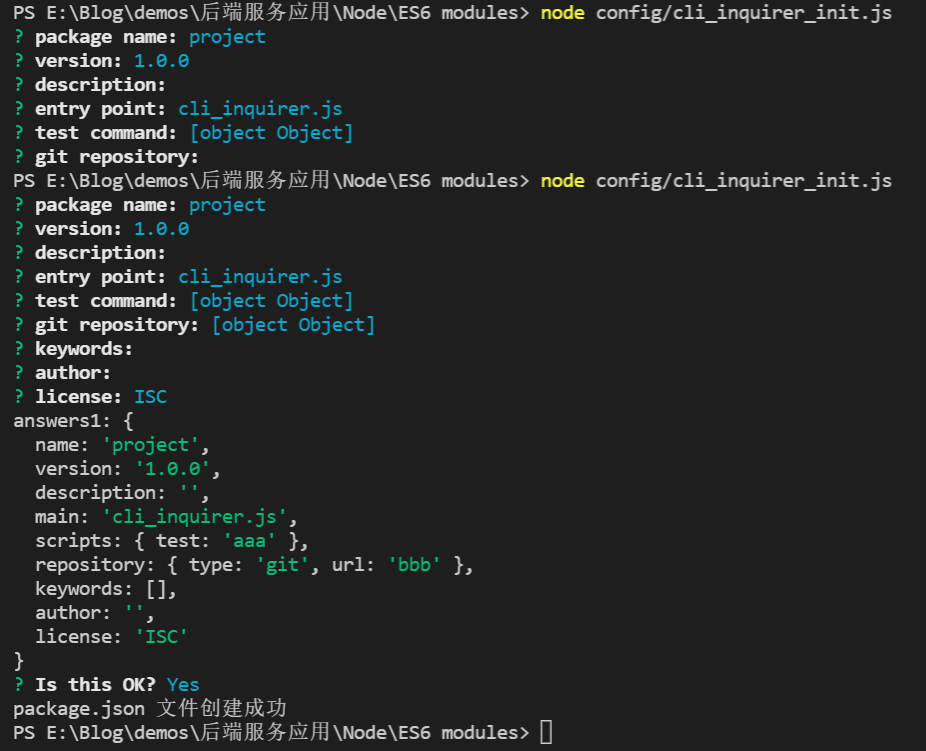 PS E:\Blog\demos\后端服务应用\Node\ES6 modules> node config/cli_inquirer_init.js
? package name: project
? version: 1.0.0
? description:
? entry point: cli_inquirer.js
? test command: [object Object]
? git repository:
PS E:\Blog\demos\后端服务应用\Node\ES6 modules> node config/cli_inquirer_init.js
? package name: project
? version: 1.0.0
? description:
? entry point: cli_inquirer.js
? test command: [object Object]
? git repository: [object Object]
? keywords:
? author:
? license: ISC
answers1: {
  name: 'project',
  version: '1.0.0',
  description: '',
  main: 'cli_inquirer.js',
  scripts: { test: 'aaa' },
  repository: { type: 'git', url: 'bbb' },
  keywords: [],
  author: '',
  license: 'ISC'
}
? Is this OK? Yes
package.json 文件创建成功
PS E:\Blog\demos\后端服务应用\Node\ES6 modules>